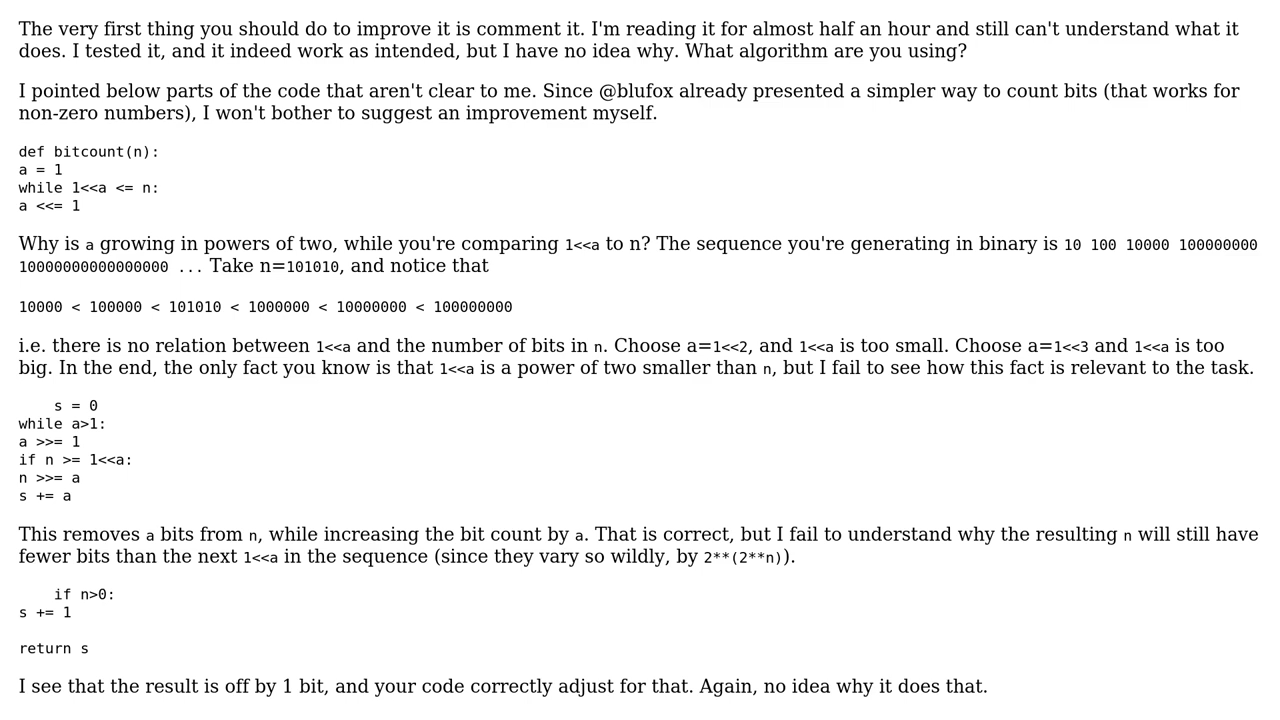 The very first thing you should do to improve it is comment it. I'm reading it for almost half an hour and still can't understand what it
does. I tested it, and it indeed work as intended, but I have no idea why. What algorithm are you using?
I pointed below parts of the code that aren't clear to me. Since @blufox already presented a simpler way to count bits (that works for
non-zero numbers), I won't bother to suggest an improvement myself.
def bitcount(n):
a = 1
while 1<<a <= n:
a <<= 1
Why is a growing in powers of two, while you're comparing 1<<a to n? The sequence you're generating in binary is 10 100 10000 100000000
10000000000000000 ... Take n=101010, and notice that
10000 < 100000 < 101010 < 1000000 < 10000000 < 100000000
i.e. there is no relation between 1<<a and the number of bits in n. Choose a=1<<2, and 1<<a is too small. Choose a=1<<3 and 1<<a is too
big. In the end, the only fact you know is that 1<<a is a power of two smaller than n, but I fail to see how this fact is relevant to the task.
    s = 0
while a>1:
a >>= 1
if n >= 1<<a:
n >>= a
s += a
This removes a bits from n, while increasing the bit count by a. That is correct, but I fail to understand why the resulting n will still have
fewer bits than the next 1<<a in the sequence (since they vary so wildly, by 2**(2**n)).
    if n>0:
s += 1
return s
I see that the result is off by 1 bit, and your code correctly adjust for that. Again, no idea why it does that.